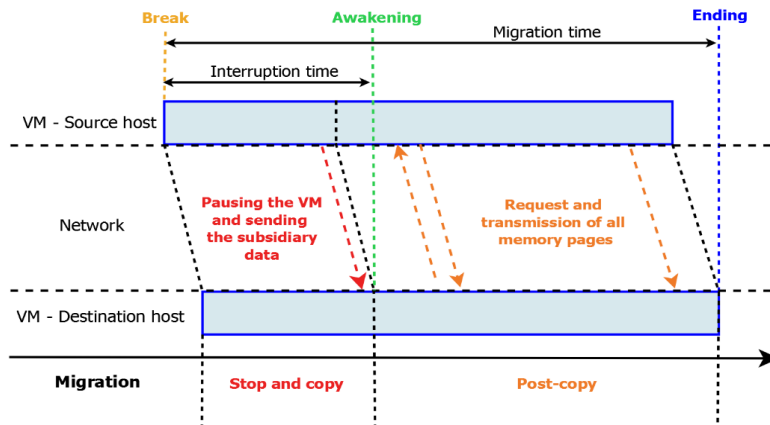 Break
Awakening
Ending
Migration time
Interruption time
VM - Source host
Pausing the VM
and sending
the subsidiary
data
Request and
transmission of all
memory pages
Network
VM - Destination host
Migration
Stop and copy
Post-copy